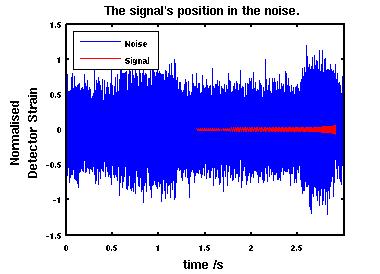 The signal's position in the noise.
1.5
Noise
Signal
1
0.5
0
-0.5
-1
-1.5
Normalised
Detector Strain
0
0.5
1
1.5
2
2.5
time /s